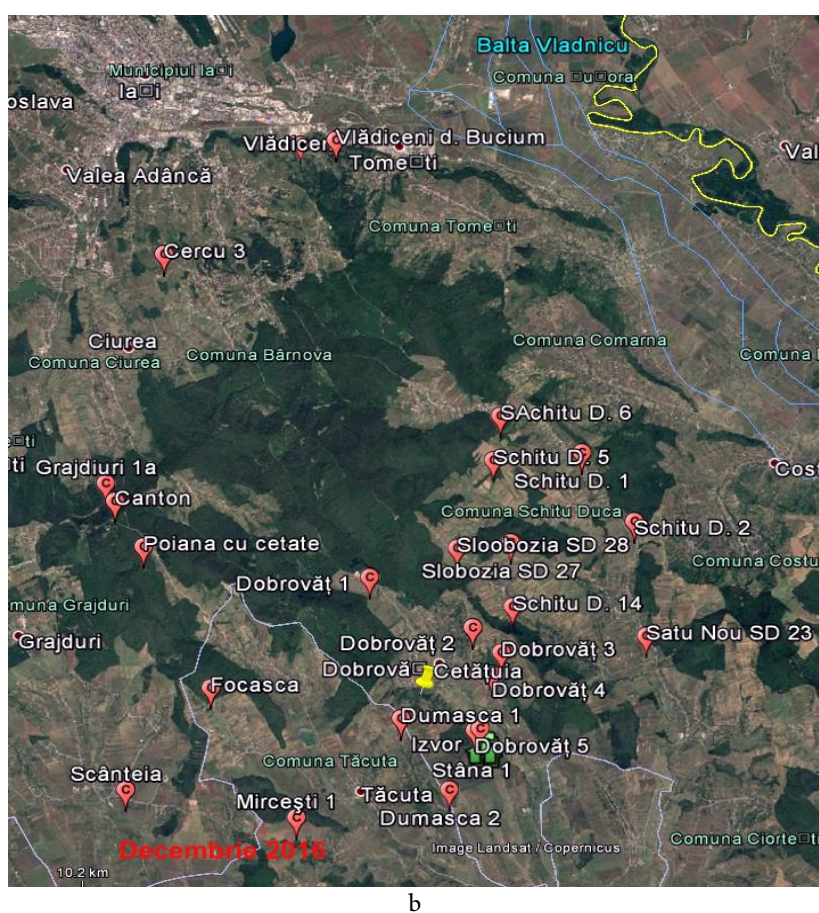 Balta Vladnicu
Municipiul Ia□i
Comuna □u□ora
Ia□i
oslava
Vlădicen
Vlădiceni d. Bucium
Tome□ti
Val
Valea Adâncă
Comuna Tome□ti
Cercu 3
Ciurea
Comuna Ciurea
Comuna Bârnova
Comuna Comarna
Comuna
SAchitu D. 6
e□ti
ti
Grajdiuri 1a
Schitu D. 5
Cost
Schitu D. 1
Canton
Comuna Schitu Duca
Schitu D. 2
Poiana cu cetate
Sloobozia SD 28
Comuna Costu
Slobozia SD 27
Dobrovăț 1
muna Grajduri
Schitu D. 14
Grajduri
Satu Nou SD 23
Dobrovăț 2
Dobrovăț 3
Dobrovă□
Cetățuia
Focasca
Dobrovăț 4
Dumasca 1
Izvor
Dobrovăț 5
Comuna Tăcuta
Stâna 1
Scânteia
Tăcuta
Mirceşti 1
Dumasca 2
Comuna Ciorte□ti
Decembrie 2016
Image Landsat / Copernicus
10.2 km
b